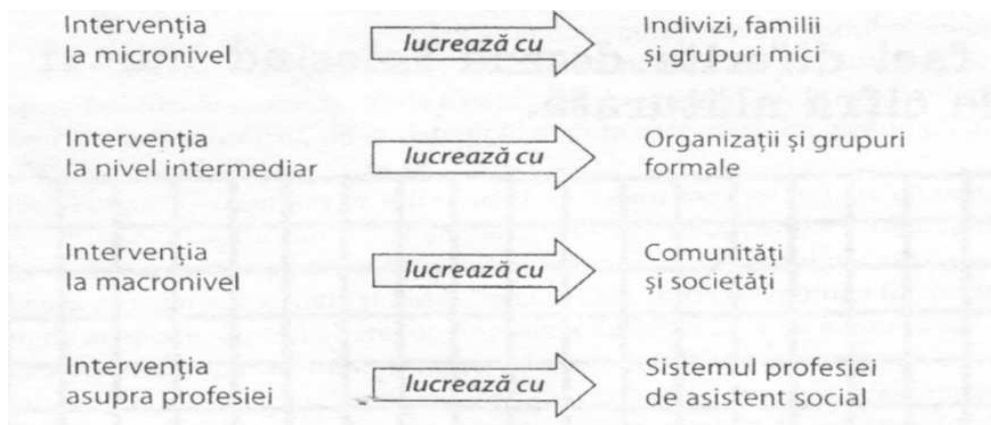 Intervenția
la micronivel
lucrează cu
Indivizi, familii
și grupuri mici
Intervenția
la nivel intermediar
lucrează cu
Organizații și grupuri
formale
Intervenția
la macronivel
lucrează cu
Comunități
și societăți
Intervenția
asupra profesiei
lucrează cu
Sistemul profesiei
de asistent social